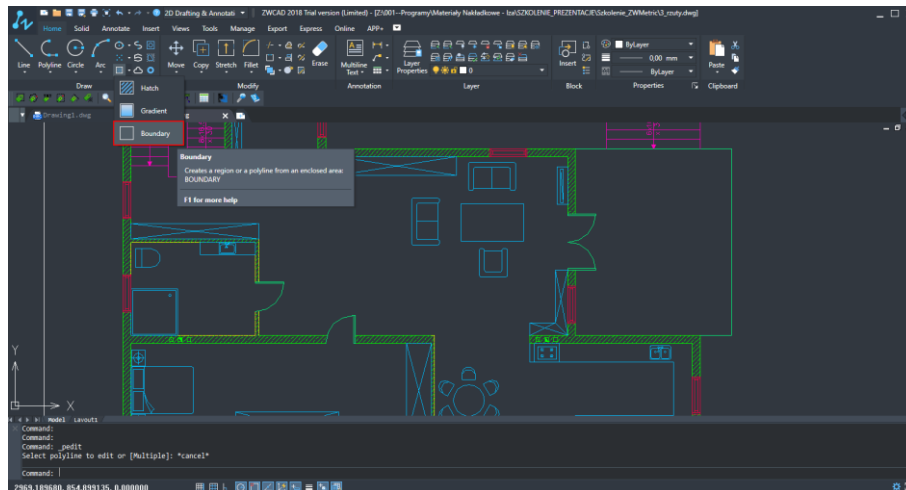 2D Drafting & Annotati
ZWCAD 2018 Trial version (Limited) - [Z:\001--Programy\Materiały Nakładkowe - Iza\SZKOLENIE_PREZENTACJE\Szkolenie_ZWMetric\3_rzuty.dwg]
Home Solid Annotate Insert Views Tools Manage Export Express Online APP+
Line Polyline Circle Arc Move Copy Stretch Fillet Erase Multiline Text Layer Properties 0 Insert ByLayer 0,00 mm ByLayer Paste
Draw Modify Annotation Layer Block Properties Clipboard
Hatch
Gradient
Drawing1.dwg
Boundary
Boundary
Creates a region or a polyline from an enclosed area:
BOUNDARY
F1 for more help
Y
X
Model Layout1
Command:
Command:
Command: _pedit
Select polyline to edit or [Multiple]: *cancel*
Command:
2969.189680, 854.899135, 0.000000